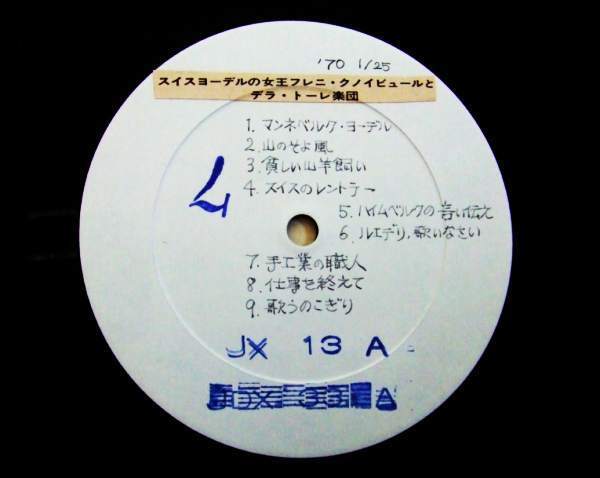 '70 1/25
スイスヨーデルの女王フレニ・クノイビュールと
デラ・トーレ楽団
1. マンネベルク・ヨーデル
2. 山のそよ風
3. 貧しい山羊飼い
4. スイスのレントラー
5. ハイムベルクの言い伝え
6. ルエデリ,歌いなさい
7. 手工業の職人
8. 仕事を終えて
9. 歌うのこぎり
4
JX 13 A